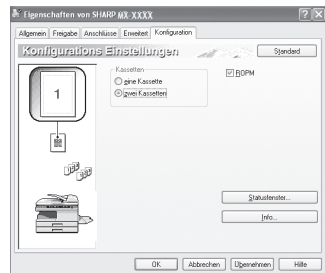 Eigenschaften von SHARP MX-XXXX
Allgemein Freigabe Anschlüsse Erweitert Konfiguration
Konfigurations Einstellungen
Standard
Kassetten
eine Kassette
zwei Kassetten
ROPM
1
Statusfenster...
Info...
OK Abbrechen Übernehmen Hilfe